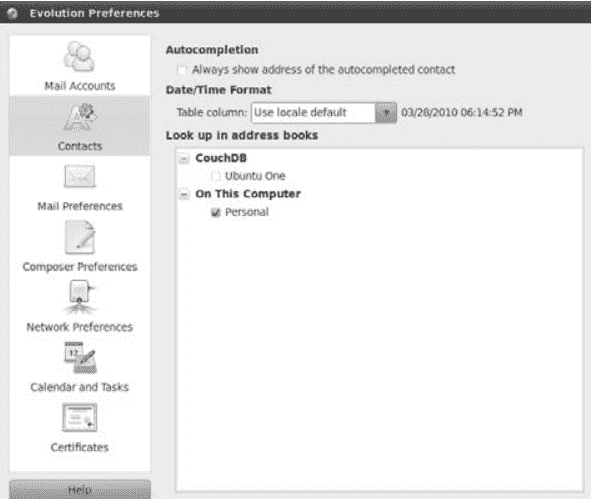 Evolution Preferences
Mail Accounts
Contacts
Mail Preferences
Composer Preferences
Network Preferences
Calendar and Tasks
Certificates
Help
Autocompletion
Always show address of the autocompleted contact
Date/Time Format
Table column: Use locale default 03/28/2010 06:14:52 PM
Look up in address books
CouchDB
Ubuntu One
On This Computer
Personal